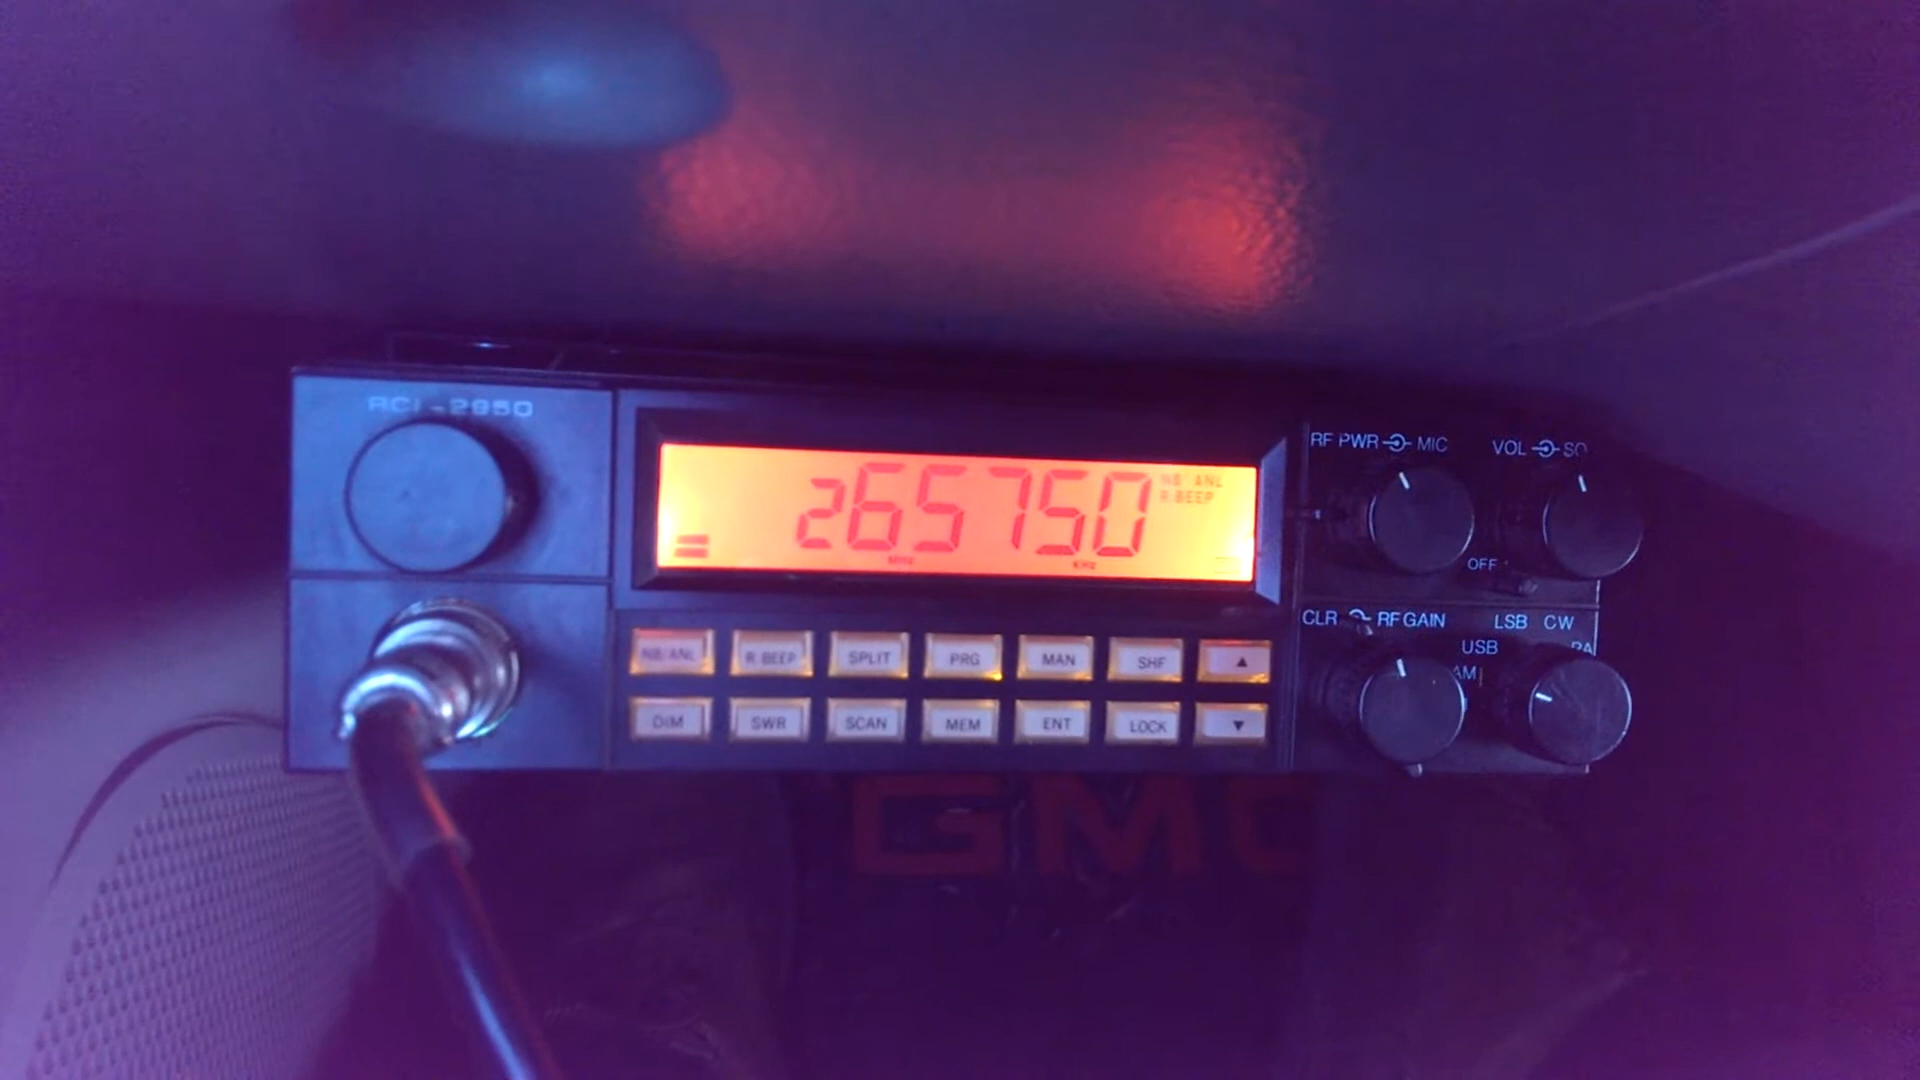 RCI-2950
265750
NB/ANL
R.BEEP
MHz KHz
RF PWR MIC VOL SQ
OFF
CLR RF GAIN LSB CW
USB PA
AM
NB/ANL R.BEEP SPLIT PRG MAN SHF ▲
DIM SWR SCAN MEM ENT LOCK ▼
GMC